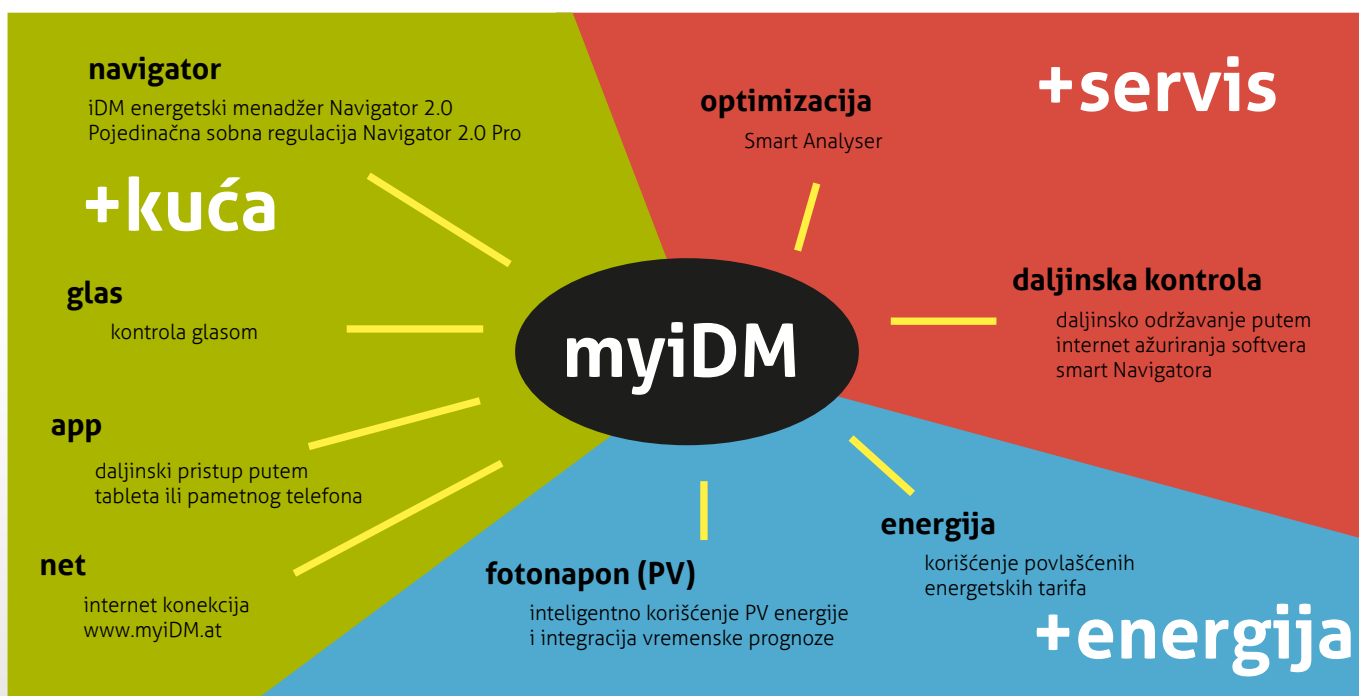 navigator
iDM energetski menadžer Navigator 2.0
Pojedinačna sobna regulacija Navigator 2.0 Pro
+kuća
glas
kontrola glasom
app
daljinski pristup putem
tableta ili pametnog telefona
net
internet konekcija
www.myiDM.at
optimizacija
Smart Analyser
+servis
daljinska kontrola
daljinsko održavanje putem
internet ažuriranja softvera
smart Navigatora
myiDM
fotonapon (PV)
inteligentno korišćenje PV energije
i integracija vremenske prognoze
energija
korišćenje povlašćenih
energetskih tarifa
+energija